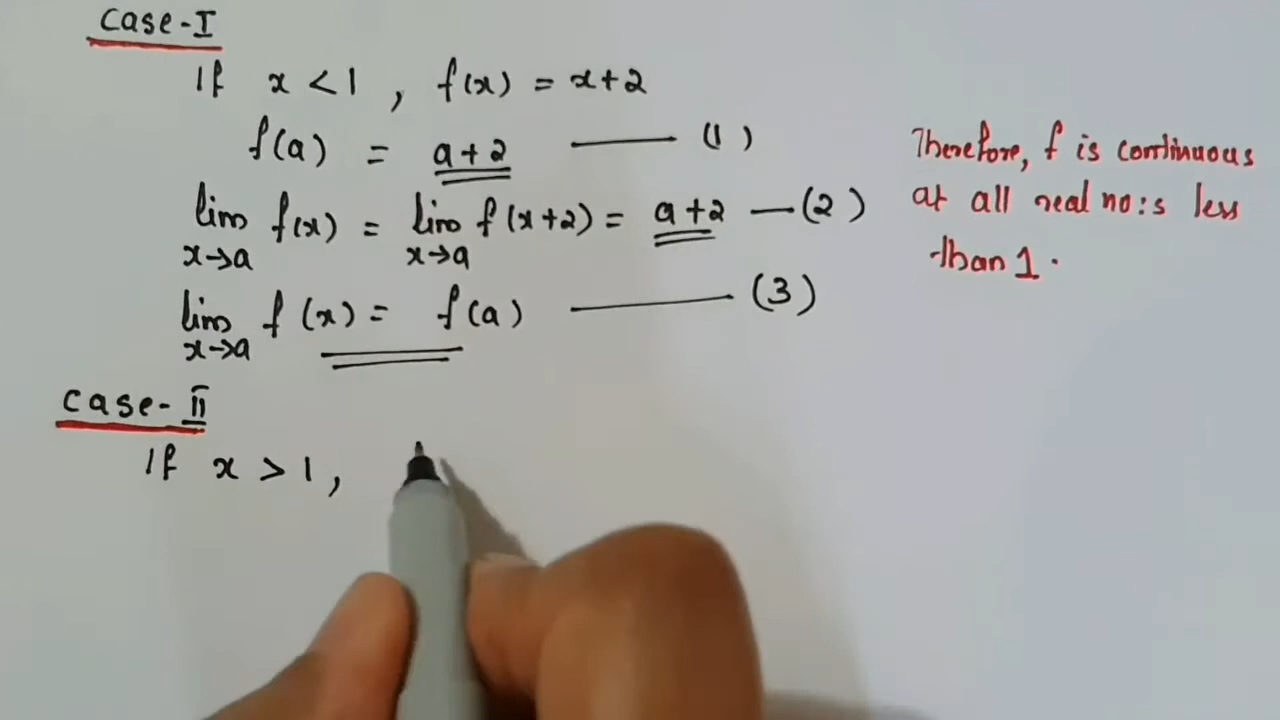 Case-I
If x < 1 , f(x) = x+2
f(a) = a+2 —— (1)
lim x→a f(x) = lim x→a f(x+2) = a+2 —(2)
lim x→a f(x) = f(a) —— (3)
Therefore, f is continuous
at all real no:s less
than 1.
Case-II
If x > 1,